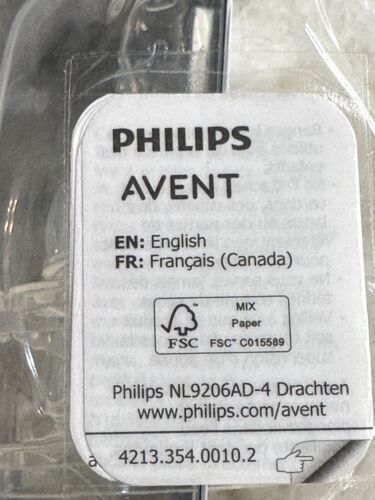 PHILIPS
AVENT
EN: English
FR: Français (Canada)
FSC™
MIX
Paper
FSC™ C015589
Philips NL9206AD-4 Drachten
www.philips.com/avent
a 4213.354.0010.2